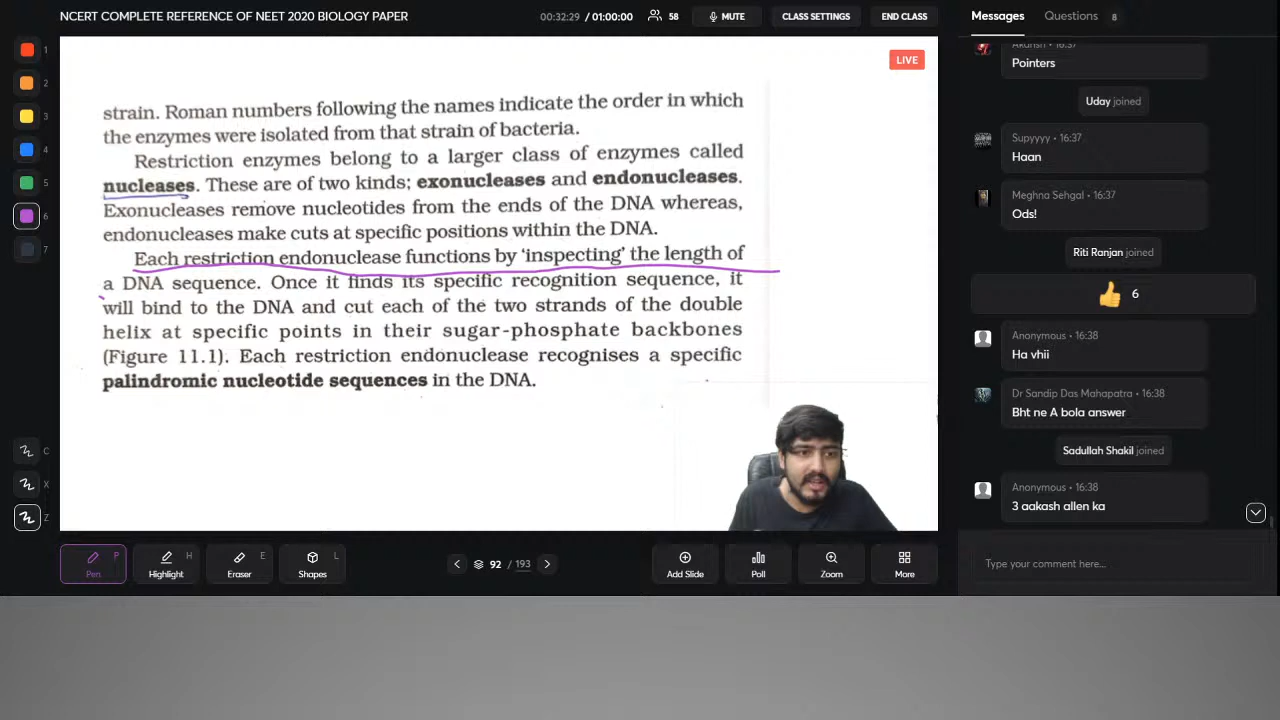 NCERT COMPLETE REFERENCE OF NEET 2020 BIOLOGY PAPER
00:32:29 / 01:00:00
58
MUTE
CLASS SETTINGS
END CLASS
Messages
Questions 8
LIVE
1
2
3
4
5
6
7
C
X
Z
strain. Roman numbers following the names indicate the order in which
the enzymes were isolated from that strain of bacteria.
Restriction enzymes belong to a larger class of enzymes called
nucleases. These are of two kinds; exonucleases and endonucleases.
Exonucleases remove nucleotides from the ends of the DNA whereas,
endonucleases make cuts at specific positions within the DNA.
Each restriction endonuclease functions by ‘inspecting’ the length of
a DNA sequence. Once it finds its specific recognition sequence, it
will bind to the DNA and cut each of the two strands of the double
helix at specific points in their sugar-phosphate backbones
(Figure 11.1). Each restriction endonuclease recognises a specific
palindromic nucleotide sequences in the DNA.
Pen P
Highlight H
Eraser E
Shapes L
92 / 193
Add Slide
Poll
Zoom
More
16:37
Pointers
Uday joined
Supyyyy • 16:37
Haan
Meghna Sehgal • 16:37
Ods!
Riti Ranjan joined
6
Anonymous • 16:38
Ha vhii
Dr Sandip Das Mahapatra • 16:38
Bht ne A bola answer
Sadullah Shakil joined
Anonymous • 16:38
3 aakash allen ka
Type your comment here...